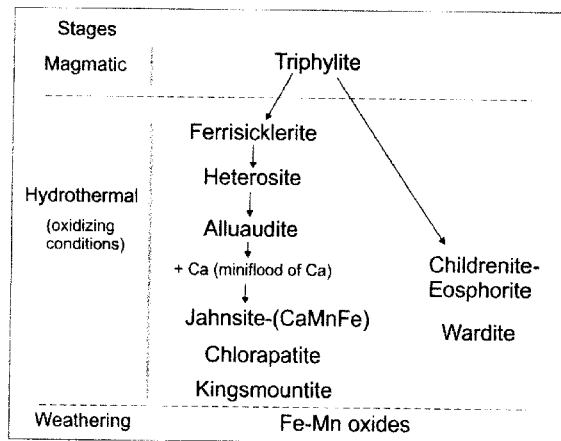 Stages
Magmatic
Triphylite
Ferrisicklerite
Heterosite
Hydrothermal
(oxidizing
conditions)
Alluaudite
+ Ca (miniflood of Ca)
Jahnsite-(CaMnFe)
Chlorapatite
Kingsmountite
Childrenite-
Eosphorite
Wardite
Weathering
Fe-Mn oxides